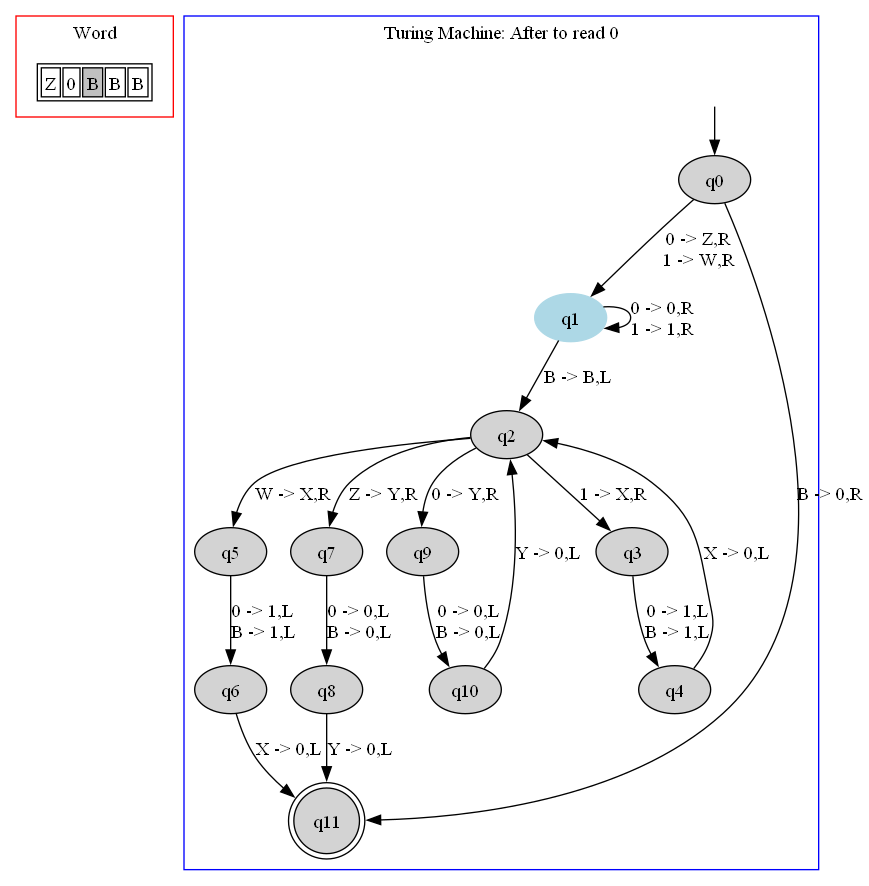 Word
Z 0 B B B
Turing Machine: After to read 0
q0
0 -> Z,R
1 -> W,R
q1
0 -> 0,R
1 -> 1,R
B -> B,L
q2
W -> X,R
Z -> Y,R
0 -> Y,R
1 -> X,R
B -> 0,R
q5
q7
q9
q3
Y -> 0,L
X -> 0,L
0 -> 1,L
B -> 1,L
0 -> 0,L
B -> 0,L
0 -> 0,L
B -> 0,L
0 -> 1,L
B -> 1,L
q6
q8
q10
q4
X -> 0,L
Y -> 0,L
q11